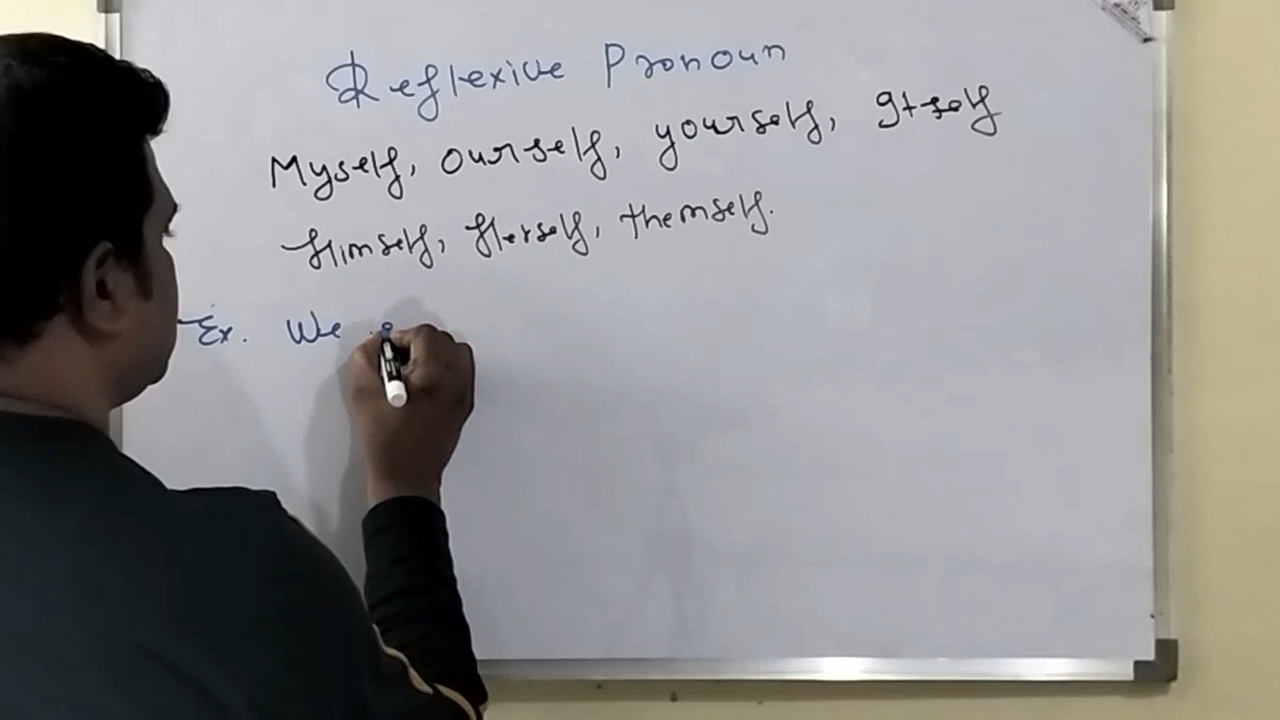 Reflexive Pronoun
Myself, ourself, yourself, Itself
Himself, Herself, themself.
Ex. We